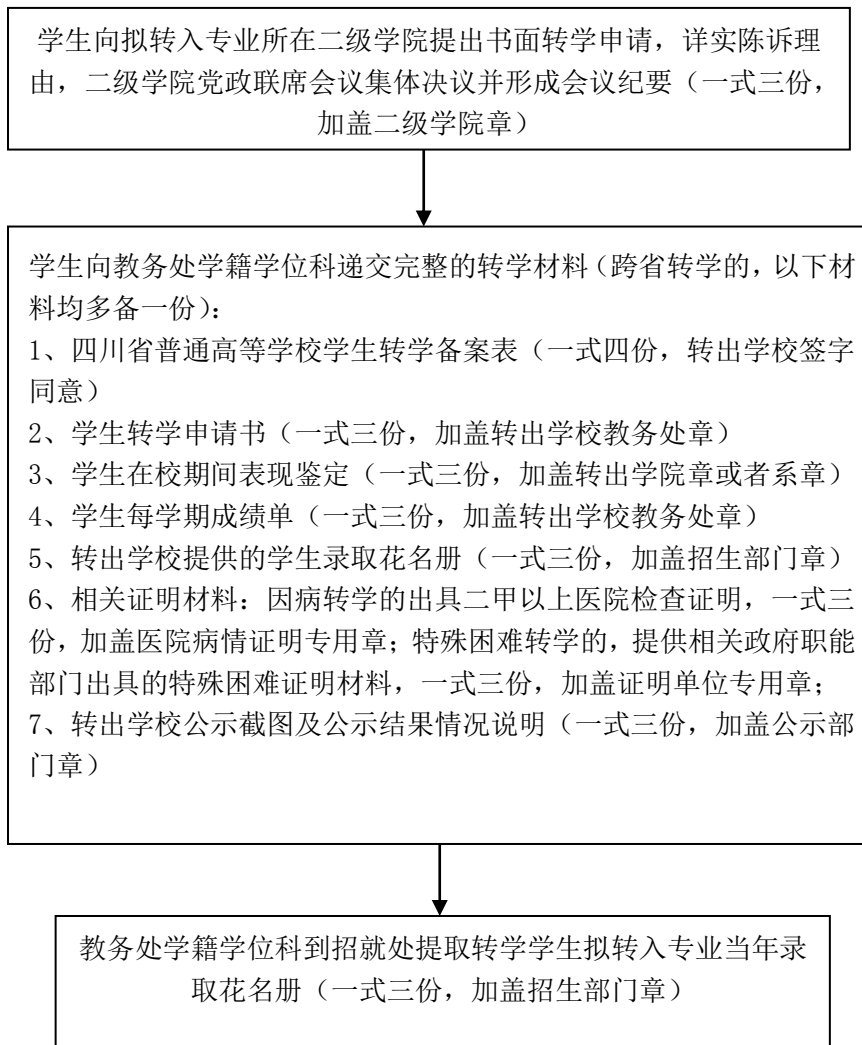 学生向拟转入专业所在二级学院提出书面转学申请，详实陈诉理
由，二级学院党政联席会议集体决议并形成会议纪要（一式三份，
加盖二级学院章）
学生向教务处学籍学位科递交完整的转学材料（跨省转学的，以下材
料均多备一份）：
1、四川省普通高等学校学生转学备案表（一式四份，转出学校签字
同意）
2、学生转学申请书（一式三份，加盖转出学校教务处章）
3、学生在校期间表现鉴定（一式三份，加盖转出学院章或者系章）
4、学生每学期成绩单（一式三份，加盖转出学校教务处章）
5、转出学校提供的学生录取花名册（一式三份，加盖招生部门章）
6、相关证明材料：因病转学的出具二甲以上医院检查证明，一式三
份，加盖医院病情证明专用章；特殊困难转学的，提供相关政府职能
部门出具的特殊困难证明材料，一式三份，加盖证明单位专用章；
7、转出学校公示截图及公示结果情况说明（一式三份，加盖公示部
门章）
教务处学籍学位科到招就处提取转学学生拟转入专业当年录
取花名册（一式三份，加盖招生部门章）